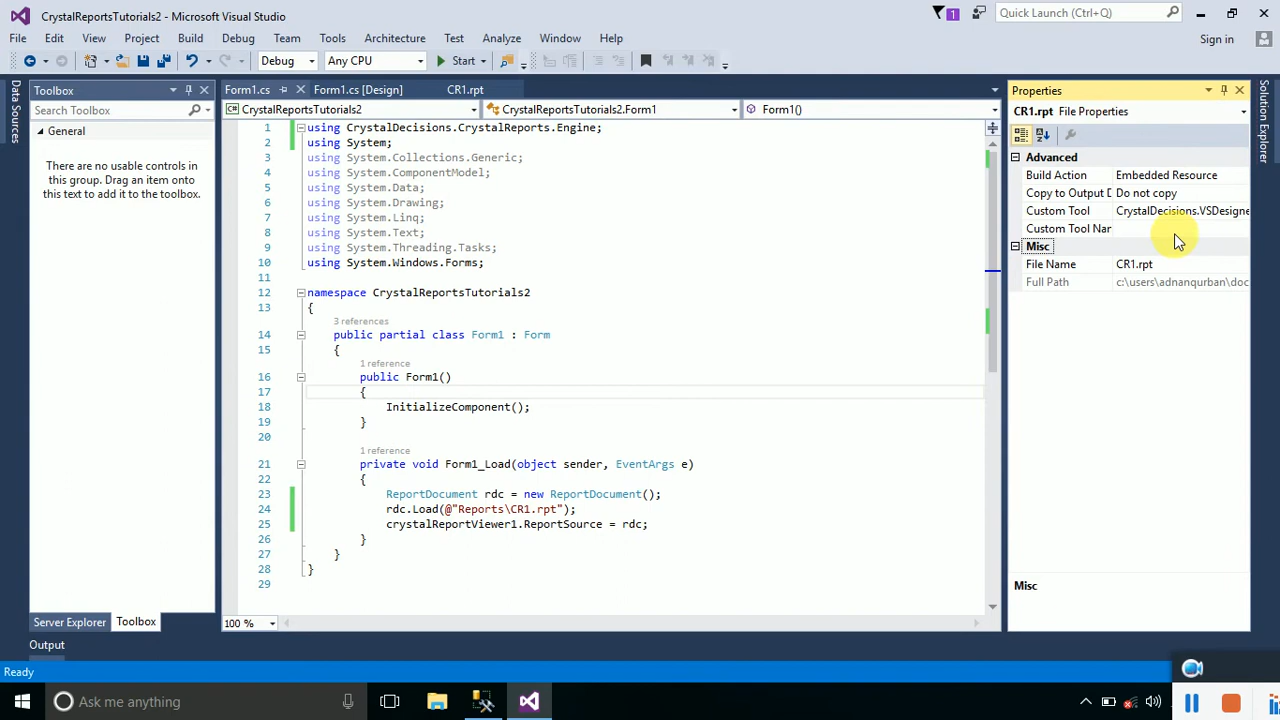 CrystalReportsTutorials2 - Microsoft Visual Studio
1
Quick Launch (Ctrl+Q)
File Edit View Project Build Debug Team Tools Architecture Test Analyze Window Help
Sign in
Debug Any CPU Start
Data Sources
Toolbox
Search Toolbox
General
There are no usable controls in
this group. Drag an item onto
this text to add it to the toolbox.
Server Explorer Toolbox
Form1.cs Form1.cs [Design] CR1.rpt
CrystalReportsTutorials2 CrystalReportsTutorials2.Form1 Form1()
1 using CrystalDecisions.CrystalReports.Engine;
2 using System;
3 using System.Collections.Generic;
4 using System.ComponentModel;
5 using System.Data;
6 using System.Drawing;
7 using System.Linq;
8 using System.Text;
9 using System.Threading.Tasks;
10 using System.Windows.Forms;
11
12 namespace CrystalReportsTutorials2
13 {
3 references
14 public partial class Form1 : Form
15 {
1 reference
16 public Form1()
17 {
18 InitializeComponent();
19 }
20
1 reference
21 private void Form1_Load(object sender, EventArgs e)
22 {
23 ReportDocument rdc = new ReportDocument();
24 rdc.Load(@"Reports\CR1.rpt");
25 crystalReportViewer1.ReportSource = rdc;
26 }
27 }
28 }
29
100 %
Properties
CR1.rpt File Properties
Advanced
Build Action Embedded Resource
Copy to Output D Do not copy
Custom Tool CrystalDecisions.VSDesigne
Custom Tool Nar
Misc
File Name CR1.rpt
Full Path c:\users\adnanqurban\doc
Misc
Solution Explorer
Output
Ready
Ask me anything